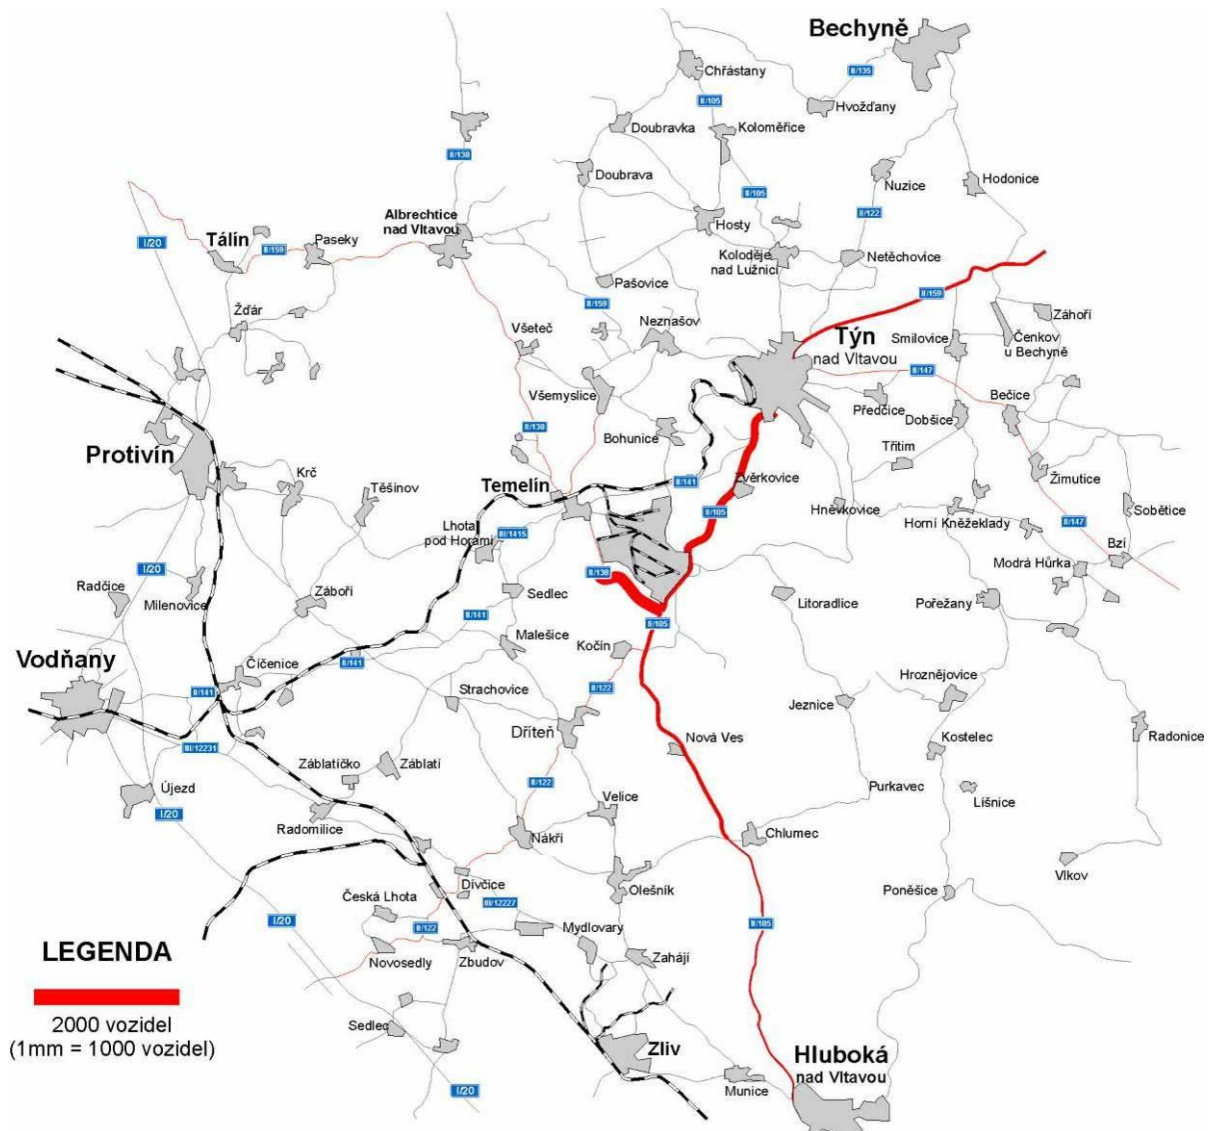 Bechyně
Chřástany
II/135
II/105
Hvožďany
Doubravka
Koloměřice
II/138
Doubrava
Nuzice
Hodonice
II/105
II/122
Albrechtice
nad Vltavou
Hosty
I/20
Tálín
II/159
Paseky
Koloděje
nad Lužnicí
Netěchovice
Pašovice
II/159
II/159
Žďár
Neznašov
Všeteč
Týn
nad Vltavou
Smilovice
Záhoří
Čenkov
u Bechyně
II/147
Všemyslice
Předčice
Dobšice
Bečice
II/138
Bohunice
Třitim
Protivín
Krč
Těšínov
Temelín
II/141
Zvěrkovice
Žimutice
II/105
Hněvkovice
Horní Kněžeklady
II/147
Sobětice
Lhota
pod Horami
III/1415
Bzí
I/20
II/138
Modrá Hůrka
Radčice
Milenovice
Záboří
Sedlec
Litoradlice
Pořežany
II/141
II/105
Malešice
Kočín
Vodňany
Čičenice
II/141
II/141
Strachovice
II/122
Hroznějovice
Jeznice
Dříteň
III/12231
Nová Ves
Kostelec
Radonice
Záblatíčko
Záblatí
II/122
Újezd
Purkavec
Líšnice
I/20
Radomilice
Velice
Nákří
Chlumec
Vlkov
Dívčice
Olešník
Poněšice
Česká Lhota
III/12227
I/20
II/122
Mydlovary
II/105
LEGENDA
Novosedly
Zbudov
Zahájí
2000 vozidel
(1mm = 1000 vozidel)
Sedlec
Zliv
Hluboká
nad Vltavou
I/20
Munice